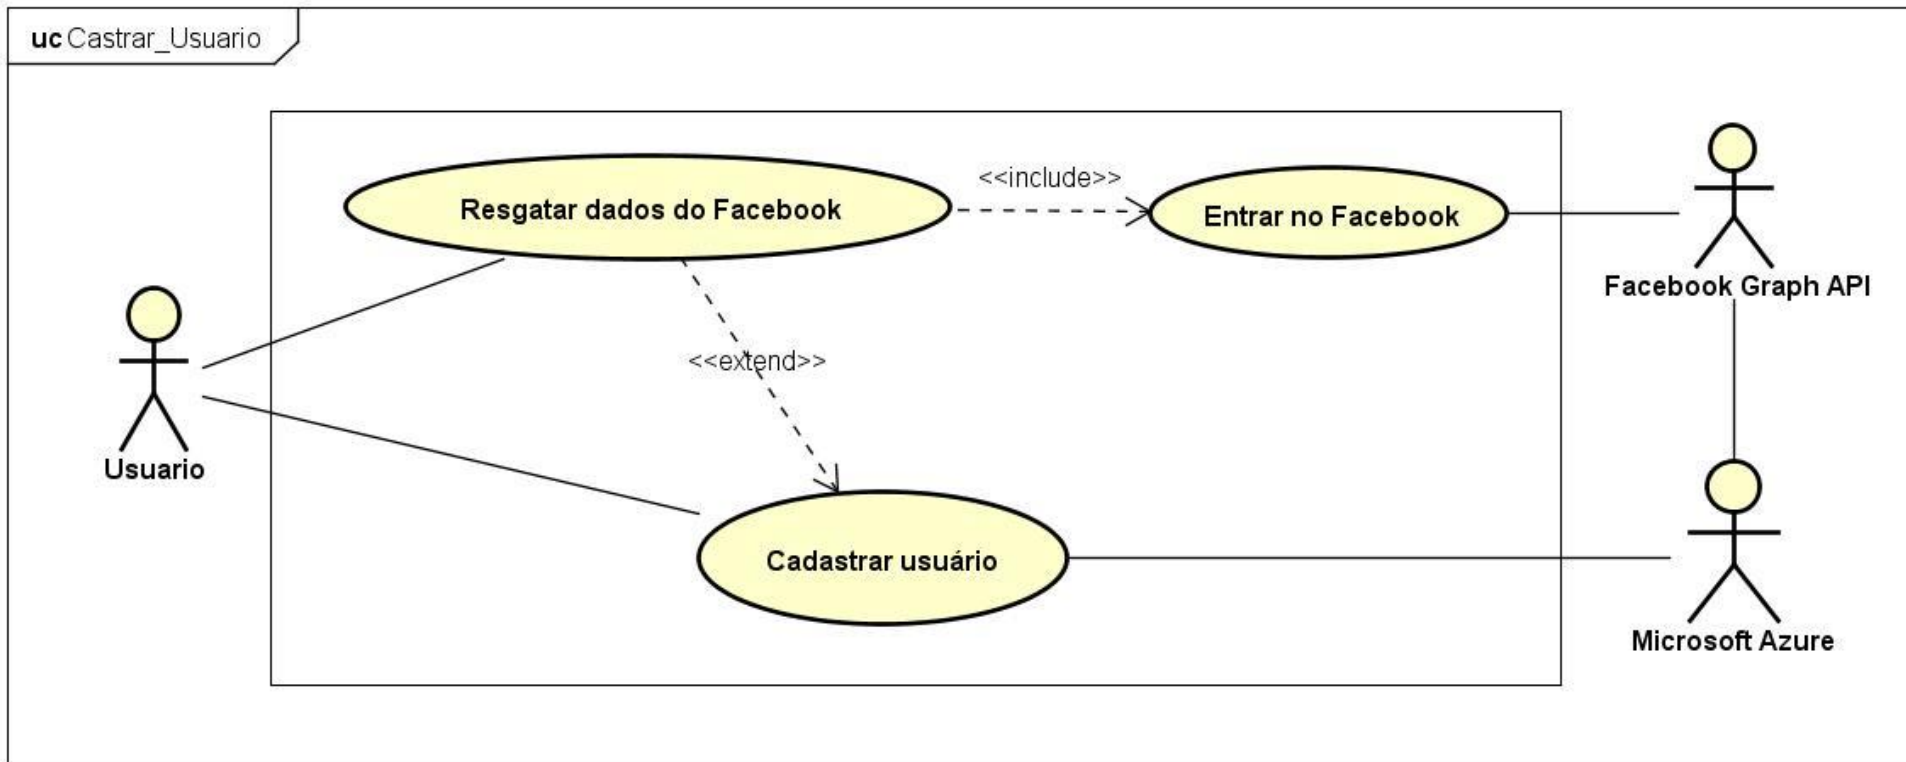 uc Castrar_Usuario
<<include>>
Resgatar dados do Facebook
Entrar no Facebook
Facebook Graph API
<<extend>>
Usuario
Cadastrar usuário
Microsoft Azure